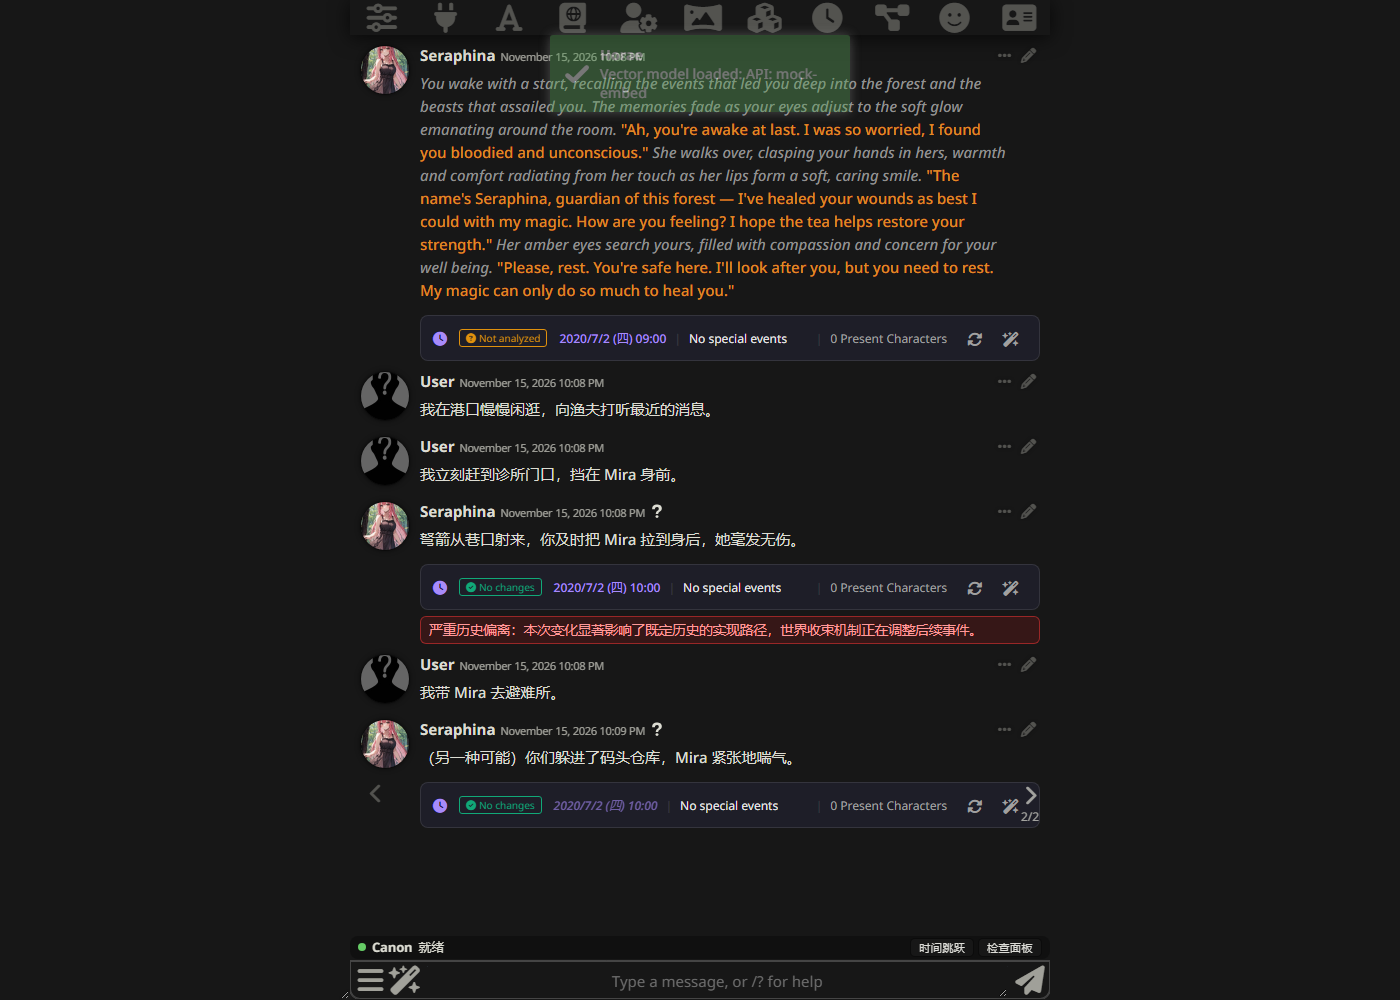 Seraphina November 15, 2026 10:08 PM
Vector model loaded: API: mock-embed
You wake with a start, recalling the events that led you deep into the forest and the
beasts that assailed you. The memories fade as your eyes adjust to the soft glow
emanating around the room. "Ah, you're awake at last. I was so worried, I found
you bloodied and unconscious." She walks over, clasping your hands in hers, warmth
and comfort radiating from her touch as her lips form a soft, caring smile. "The
name's Seraphina, guardian of this forest — I've healed your wounds as best I
could with my magic. How are you feeling? I hope the tea helps restore your
strength." Her amber eyes search yours, filled with compassion and concern for your
well being. "Please, rest. You're safe here. I'll look after you, but you need to rest.
My magic can only do so much to heal you."
Not analyzed 2020/7/2 (四) 09:00 | No special events | 0 Present Characters
User November 15, 2026 10:08 PM
我在港口慢慢闲逛，向渔夫打听最近的消息。
User November 15, 2026 10:08 PM
我立刻赶到诊所门口，挡在 Mira 身前。
Seraphina November 15, 2026 10:08 PM ?
弩箭从巷口射来，你及时把 Mira 拉到身后，她毫发无伤。
No changes 2020/7/2 (四) 10:00 | No special events | 0 Present Characters
严重历史偏离：本次变化显著影响了既定历史的实现路径，世界收束机制正在调整后续事件。
User November 15, 2026 10:08 PM
我带 Mira 去避难所。
Seraphina November 15, 2026 10:09 PM ?
（另一种可能）你们躲进了码头仓库，Mira 紧张地喘气。
No changes 2020/7/2 (四) 10:00 | No special events | 0 Present Characters
2/2
Canon 就绪 时间跳跃 检查面板
Type a message, or /? for help